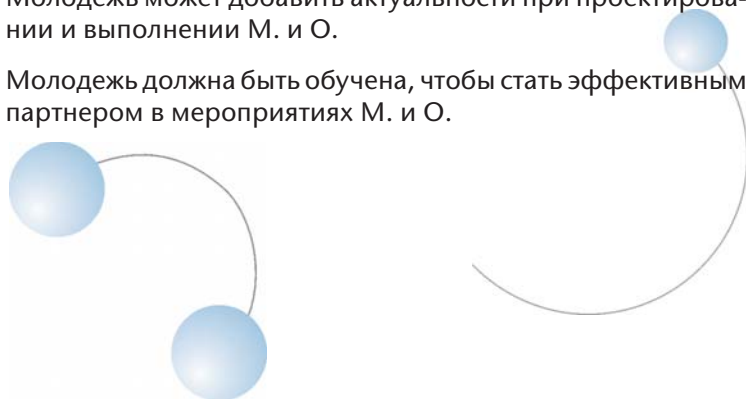 Молодежь может добавить актуальности при проектирова-
нии и выполнении М. и О.
Молодежь должна быть обучена, чтобы стать эффективным
партнером в мероприятиях М. и О.